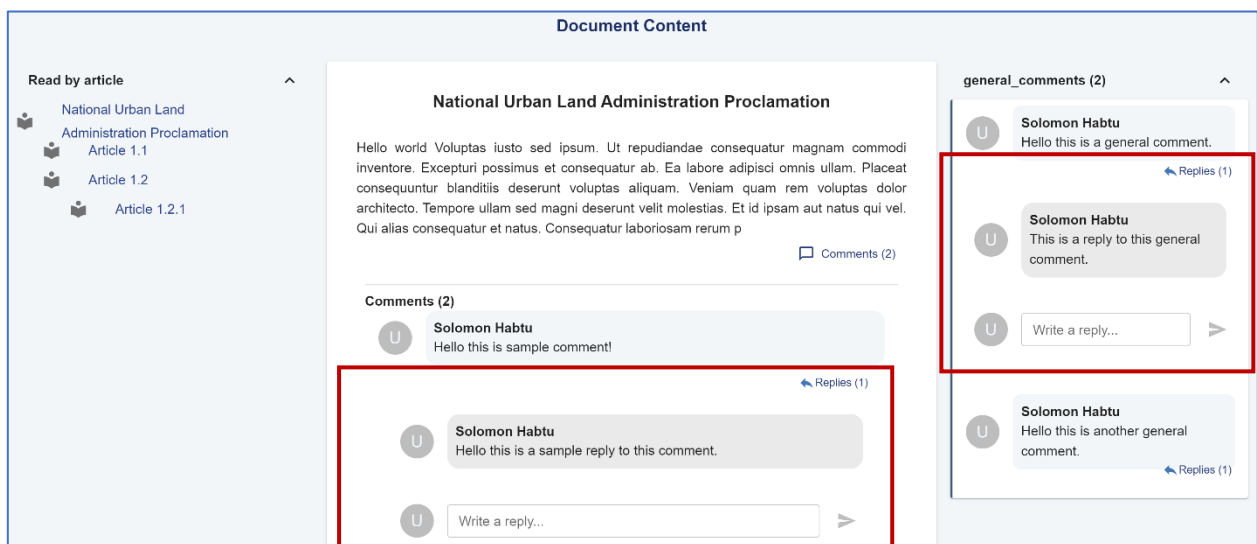 Document Content
Read by article
National Urban Land
Administration Proclamation
Article 1.1
Article 1.2
Article 1.2.1
National Urban Land Administration Proclamation
Hello world Voluptas iusto sed ipsum. Ut repudiandae consequatur magnam commodi
inventore. Excepturi possimus et consequatur ab. Ea labore adipisci omnis ullam. Placeat
consequuntur blanditiis deserunt voluptas aliquam. Veniam quam rem voluptas dolor
architecto. Tempore ullam sed magni deserunt velit molestias. Et id ipsam aut natus qui vel.
Qui alias consequatur et natus. Consequatur laboriosam rerum p
Comments (2)
Comments (2)
U
Solomon Habtu
Hello this is sample comment!
Replies (1)
U
Solomon Habtu
Hello this is a sample reply to this comment.
U
Write a reply...
general_comments (2)
U
Solomon Habtu
Hello this is a general comment.
Replies (1)
U
Solomon Habtu
This is a reply to this general
comment.
U
Write a reply...
U
Solomon Habtu
Hello this is another general
comment.
Replies (1)